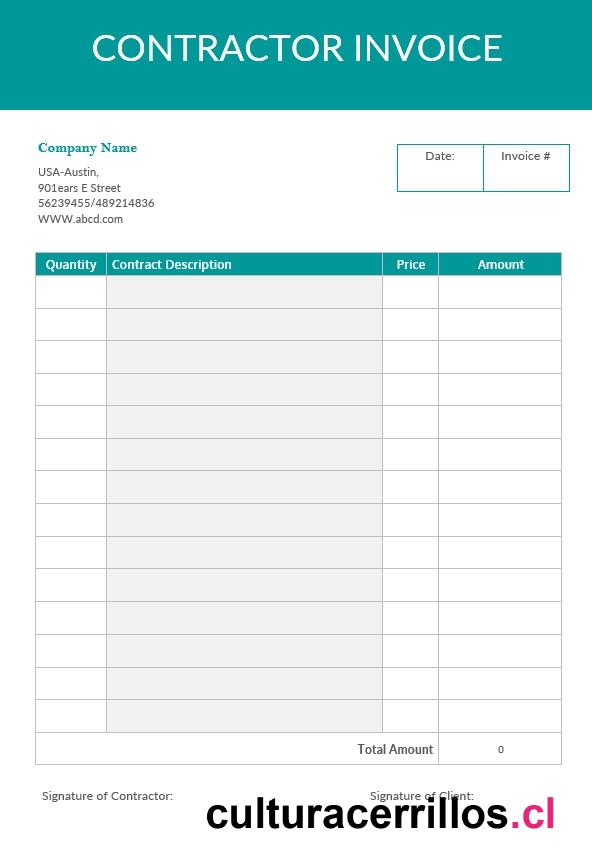 CONTRACTOR INVOICE
Company Name
USA-Austin,
901ears E Street
56239455/489214836
WWW.abcd.com
Date: Invoice #
Quantity Contract Description Price Amount
Total Amount 0
Signature of Contractor: Signature of Client:
culturacerrillos.cl